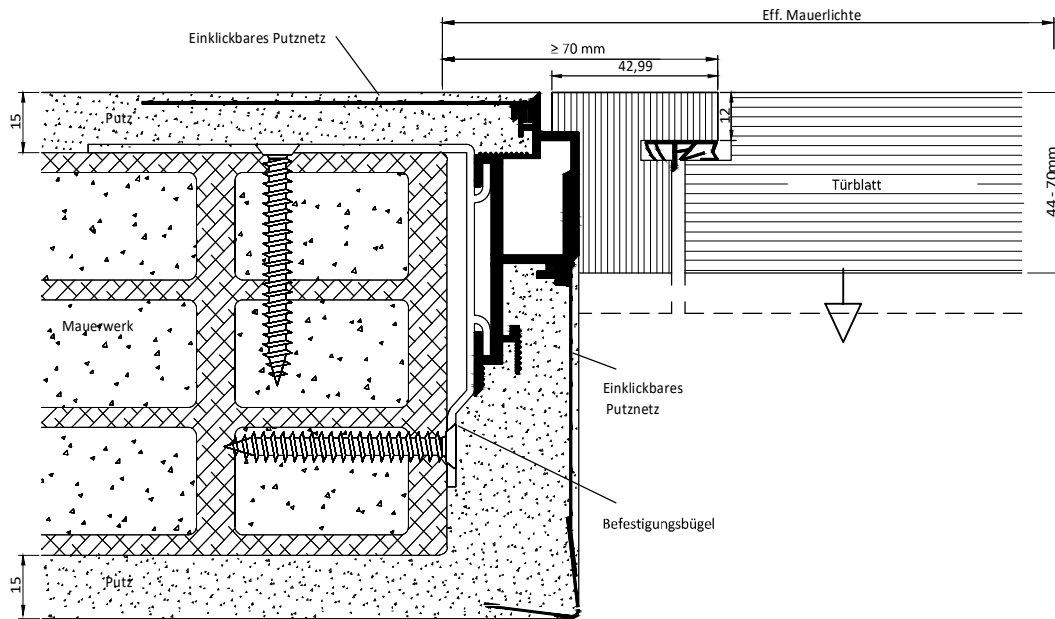 Eff. Mauerlichte
Einklickbares Putznetz
≥ 70 mm
42,99
15
Putz
12
Türblatt
44 - 70mm
Mauerwerk
Einklickbares
Putznetz
Befestigungsbügel
15
Putz